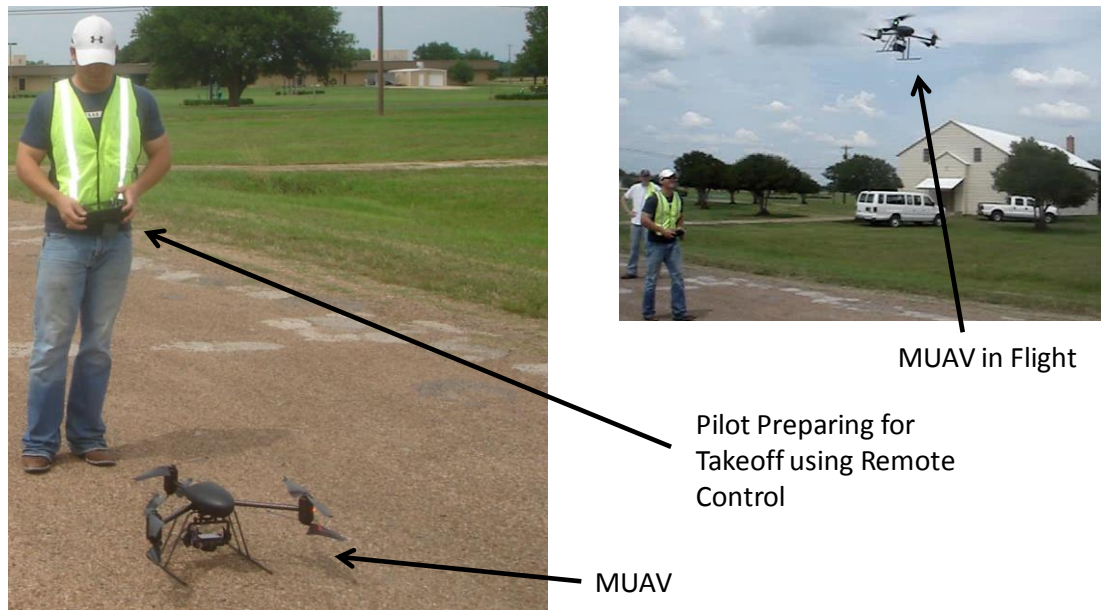 MUAV in Flight
Pilot Preparing for
Takeoff using Remote
Control
MUAV